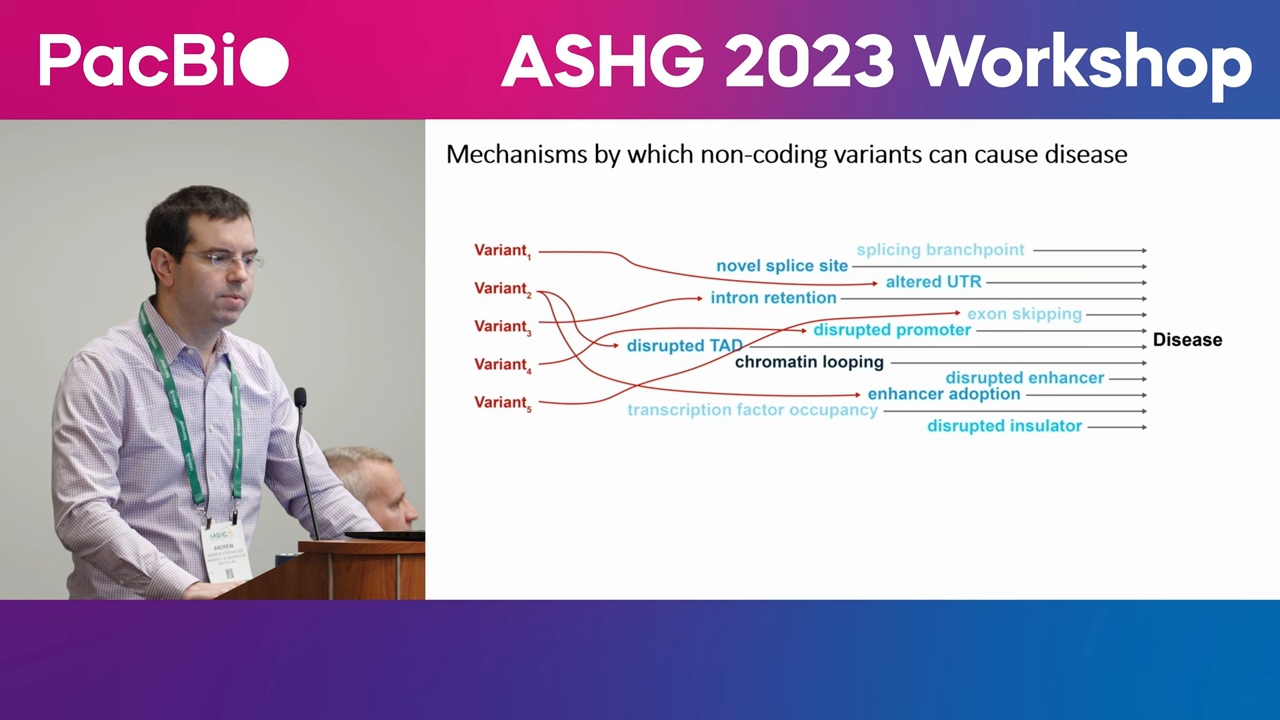 PacBio
ASHG 2023 Workshop
Mechanisms by which non-coding variants can cause disease
Variant1
Variant2
Variant3
Variant4
Variant5
splicing branchpoint
novel splice site
altered UTR
intron retention
exon skipping
disrupted promoter
disrupted TAD
chromatin looping
disrupted enhancer
enhancer adoption
transcription factor occupancy
disrupted insulator
Disease
ASHG
ANDREW